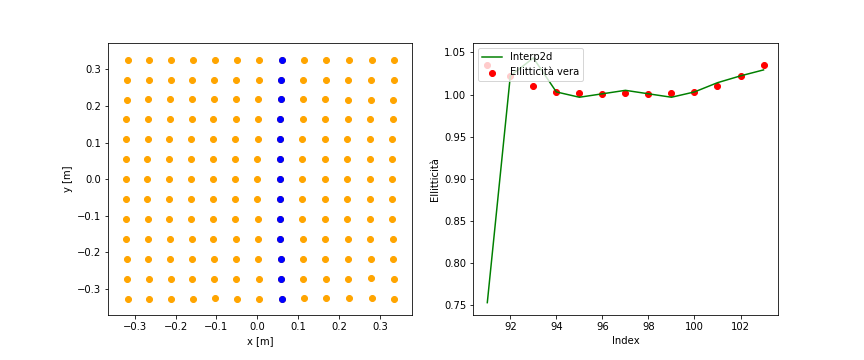 0.3
0.2
0.1
0.0
−0.1
−0.2
−0.3
y [m]
−0.3 −0.2 −0.1 0.0 0.1 0.2 0.3
x [m]
1.05
1.00
0.95
0.90
0.85
0.80
0.75
Ellitticità
Interp2d
Ellitticità vera
92 94 96 98 100 102
Index